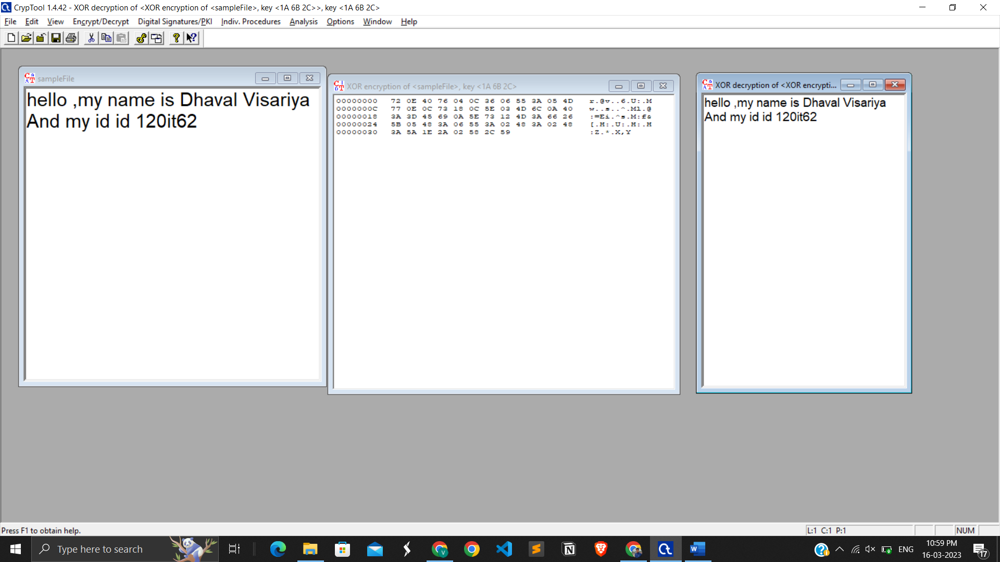 CrypTool 1.4.42 - XOR decryption of <XOR encryption of <sampleFile>, key <1A 6B 2C>>, key <1A 6B 2C>
File Edit View Encrypt/Decrypt Digital Signatures/PKI Indiv. Procedures Analysis Options Window Help
sampleFile
hello ,my name is Dhaval Visariya
And my id id 120it62
XOR encryption of <sampleFile>, key <1A 6B 2C>
00000000 72 0E 40 76 04 0C 36 06 55 3A 05 4D r.@v..6.U:.M
0000000C 77 0E 0C 73 18 0C 5E 03 4D 6C 0A 40 w..s..^.Ml.@
00000018 3A 3D 45 69 0A 5E 73 12 4D 3A 66 26 :=Ei.^s.M:f&
00000024 5B 05 48 3A 06 55 3A 02 48 3A 02 48 [.H:.U:.H:.H
00000030 3A 5A 1E 2A 02 58 2C 59 :Z.*.X,Y
XOR decryption of <XOR encrypti...
hello ,my name is Dhaval Visariya
And my id id 120it62
Press F1 to obtain help.
L:1 C:1 P:1
NUM
Type here to search
ENG
10:59 PM
16-03-2023
17